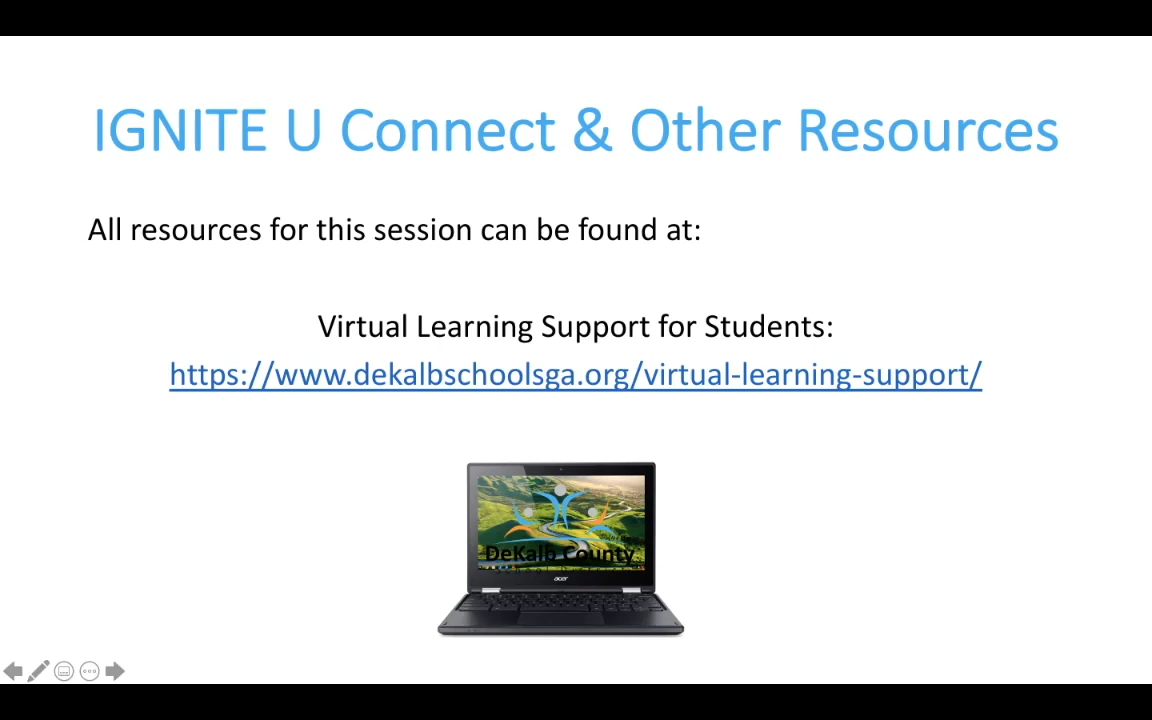 IGNITE U Connect & Other Resources
All resources for this session can be found at:
Virtual Learning Support for Students:
https://www.dekalbschoolsga.org/virtual-learning-support/
DeKalb County
acer